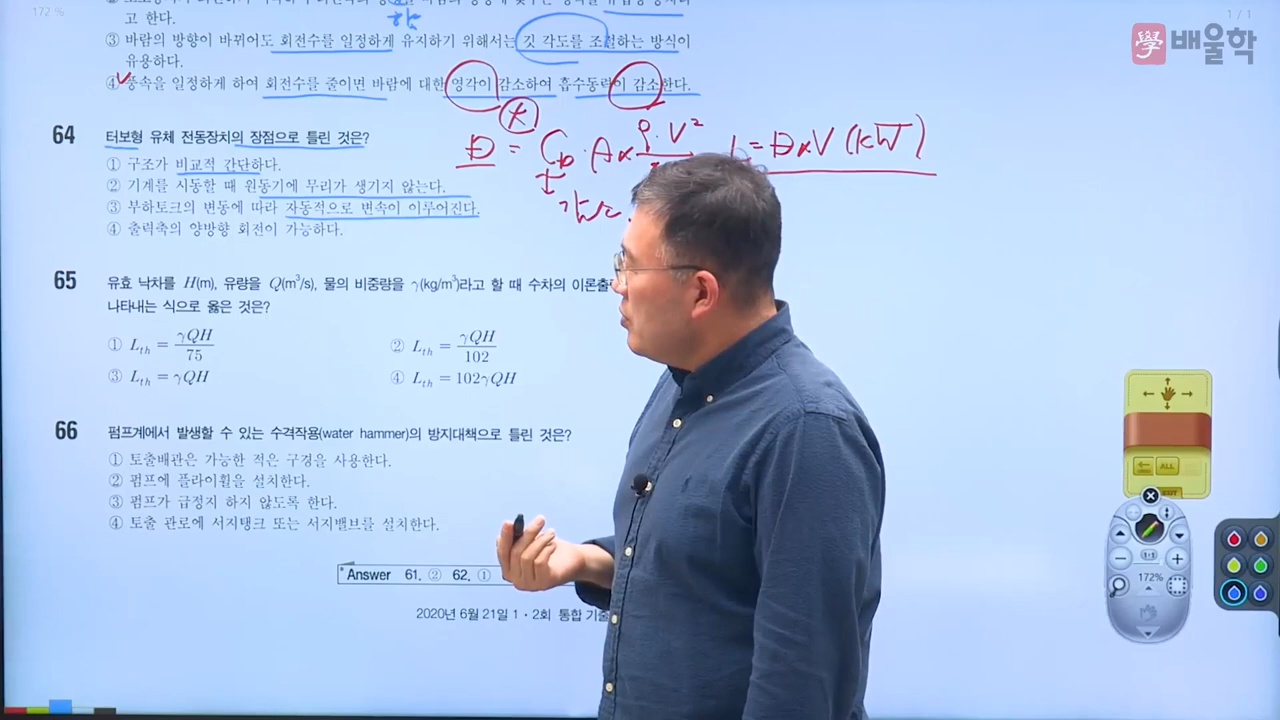 172 %
1 / 1
고 한다.
③ 바람의 방향이 바뀌어도 회전수를 일정하게 유지하기 위해서는 깃 각도를 조절하는 방식이
유용하다.
④ 풍속을 일정하게 하여 회전수를 줄이면 바람에 대한 영각이 감소하여 흡수동력이 감소한다.
學 배울학
64 터보형 유체 전동장치의 장점으로 틀린 것은?
① 구조가 비교적 간단하다.
② 기계를 시동할 때 원동기에 무리가 생기지 않는다.
③ 부하토크의 변동에 따라 자동적으로 변속이 이루어진다.
④ 출력축의 양방향 회전이 가능하다.
65 유효 낙차를 H(m), 유량을 Q(m³/s), 물의 비중량을 γ(kg/m³)라고 할 때 수차의 이론출
나타내는 식으로 옳은 것은?
① Lth = γQH/75
② Lth = γQH/102
③ Lth = γQH
④ Lth = 102γQH
66 펌프계에서 발생할 수 있는 수격작용(water hammer)의 방지대책으로 틀린 것은?
① 토출배관은 가능한 적은 구경을 사용한다.
② 펌프에 플라이휠을 설치한다.
③ 펌프가 급정지 하지 않도록 한다.
④ 토출 관로에 서지탱크 또는 서지밸브를 설치한다.
Answer 61. ② 62. ①
2020년 6월 21일 1·2회 통합 기출
ALL
EXIT
1:1
172%